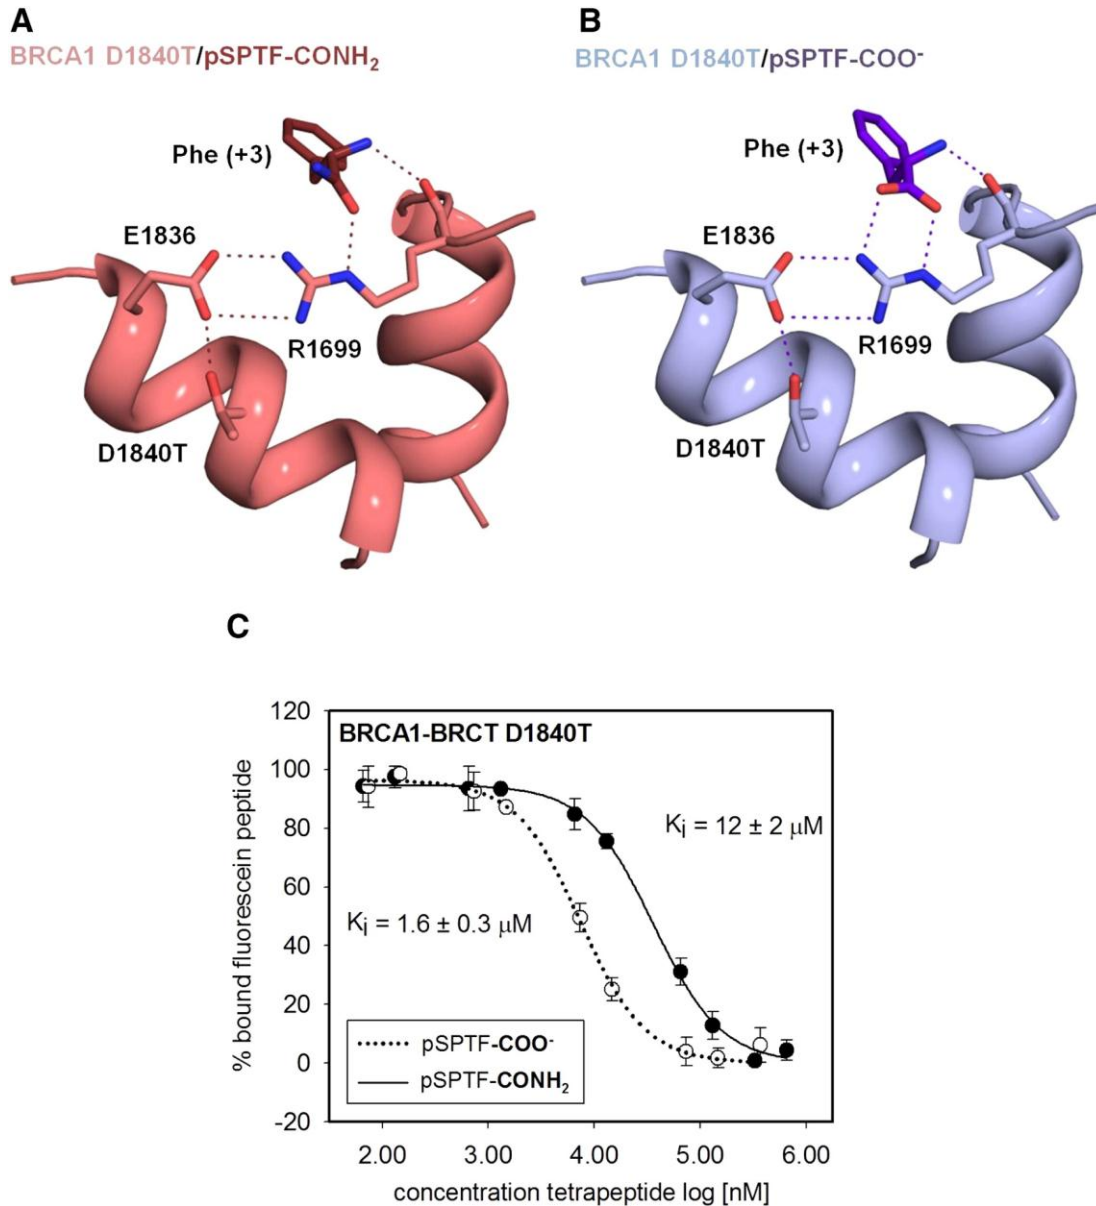 A
BRCA1 D1840T/pSPTF-CONH₂
Phe (+3)
E1836
R1699
D1840T
B
BRCA1 D1840T/pSPTF-COO⁻
Phe (+3)
E1836
R1699
D1840T
C
BRCA1-BRCT D1840T
Ki = 12 ± 2 μM
Ki = 1.6 ± 0.3 μM
pSPTF-COO⁻
pSPTF-CONH₂
% bound fluorescein peptide
120
100
80
60
40
20
0
-20
2.00 3.00 4.00 5.00 6.00
concentration tetrapeptide log [nM]